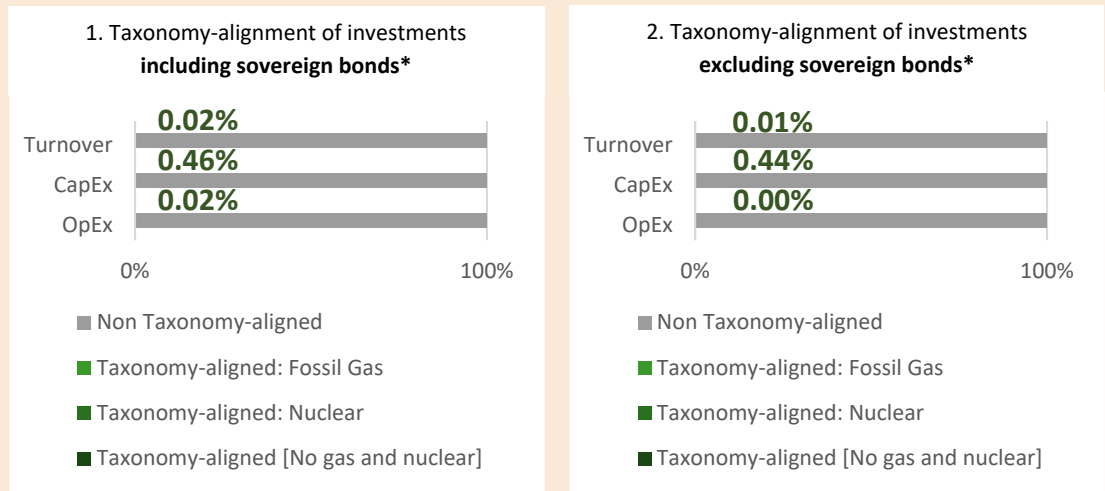 1. Taxonomy-alignment of investments
including sovereign bonds*
0.02%
Turnover
0.46%
CapEx
0.02%
OpEx
0%
100%
Non Taxonomy-aligned
Taxonomy-aligned: Fossil Gas
Taxonomy-aligned: Nuclear
Taxonomy-aligned [No gas and nuclear]
2. Taxonomy-alignment of investments
excluding sovereign bonds*
0.01%
Turnover
0.44%
CapEx
0.00%
OpEx
0%
100%
Non Taxonomy-aligned
Taxonomy-aligned: Fossil Gas
Taxonomy-aligned: Nuclear
Taxonomy-aligned [No gas and nuclear]